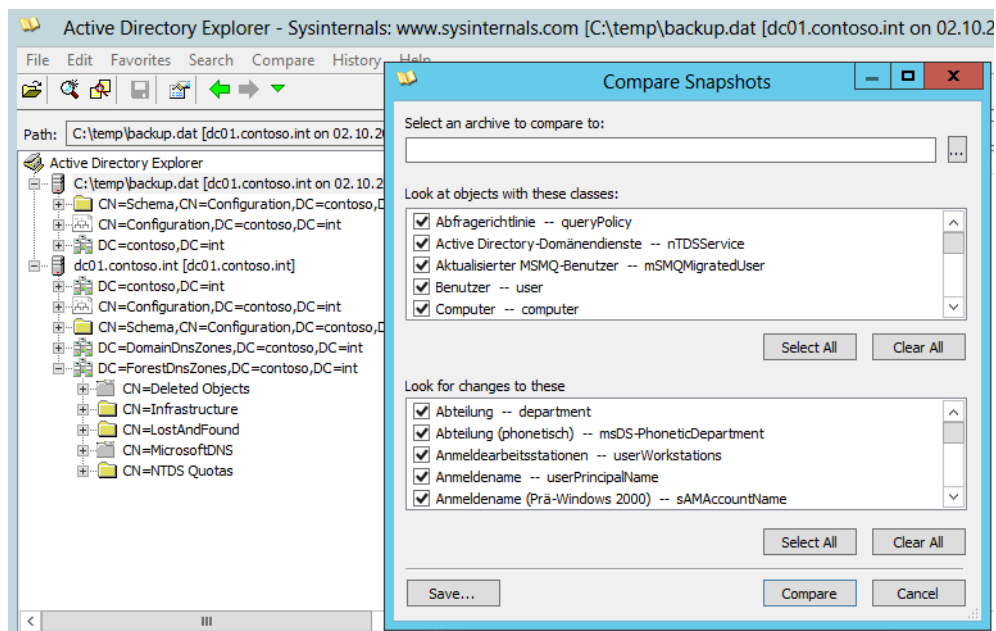 Active Directory Explorer - Sysinternals: www.sysinternals.com [C:\temp\backup.dat [dc01.contoso.int on 02.10.2
File Edit Favorites Search Compare History Help
Path: C:\temp\backup.dat [dc01.contoso.int on 02.10.2
Active Directory Explorer
C:\temp\backup.dat [dc01.contoso.int on 02.10.2
CN=Schema,CN=Configuration,DC=contoso,D
CN=Configuration,DC=contoso,DC=int
DC=contoso,DC=int
dc01.contoso.int [dc01.contoso.int]
DC=contoso,DC=int
CN=Configuration,DC=contoso,DC=int
CN=Schema,CN=Configuration,DC=contoso,D
DC=DomainDnsZones,DC=contoso,DC=int
DC=ForestDnsZones,DC=contoso,DC=int
CN=Deleted Objects
CN=Infrastructure
CN=LostAndFound
CN=MicrosoftDNS
CN=NTDS Quotas
Compare Snapshots
Select an archive to compare to:
...
Look at objects with these classes:
Abfragerichtlinie -- queryPolicy
Active Directory-Domänendienste -- nTDSService
Aktualisierter MSMQ-Benutzer -- mSMQMigratedUser
Benutzer -- user
Computer -- computer
Select All Clear All
Look for changes to these
Abteilung -- department
Abteilung (phonetisch) -- msDS-PhoneticDepartment
Anmeldearbeitsstationen -- userWorkstations
Anmeldename -- userPrincipalName
Anmeldename (Prä-Windows 2000) -- sAMAccountName
Select All Clear All
Save... Compare Cancel